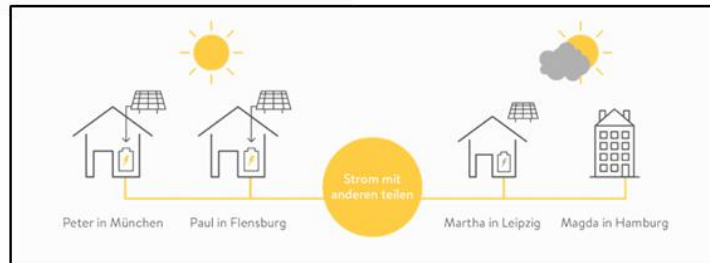 Strom mit
anderen teilen
Peter in München
Paul in Flensburg
Martha in Leipzig
Magda in Hamburg